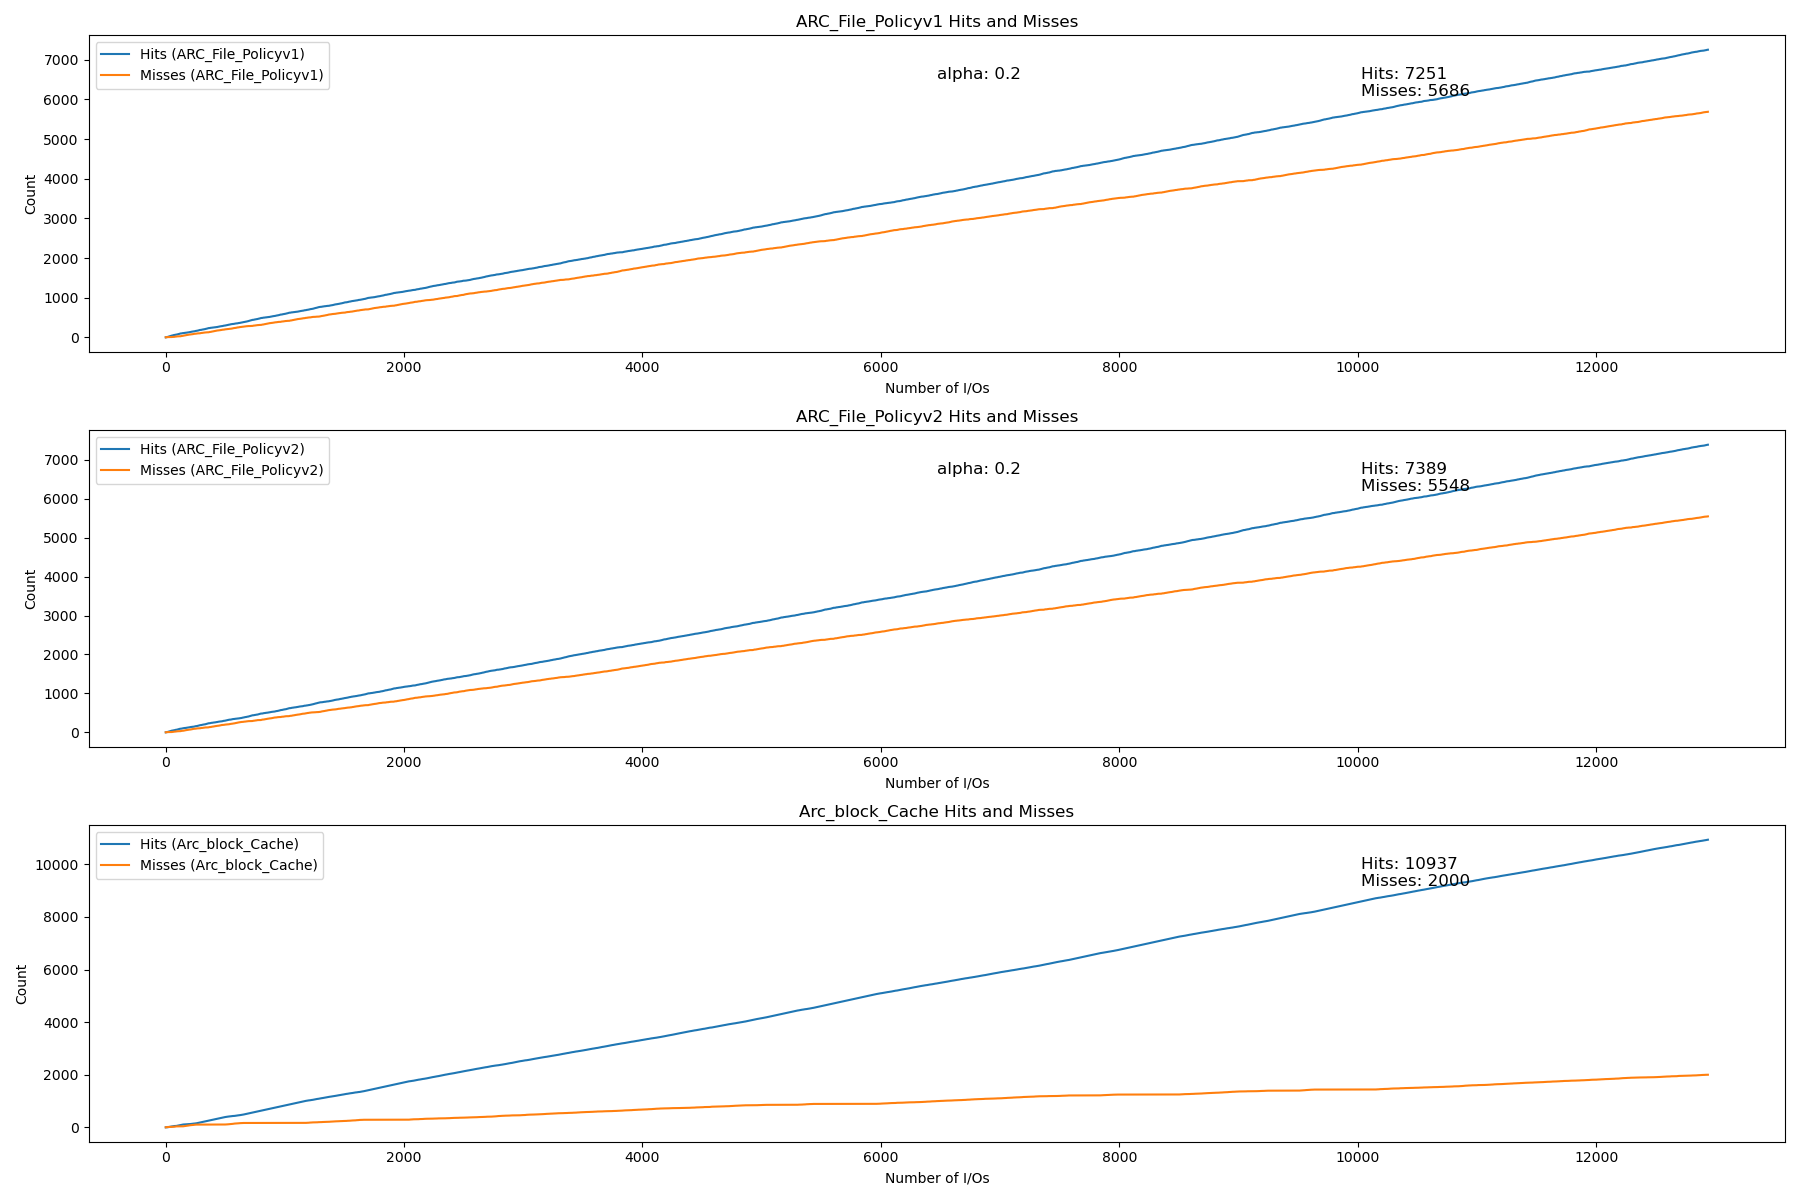 ARC_File_Policyv1 Hits and Misses
Hits (ARC_File_Policyv1)
Misses (ARC_File_Policyv1)
alpha: 0.2
Hits: 7251
Misses: 5686
7000
6000
5000
4000
3000
2000
1000
0
Count
0 2000 4000 6000 8000 10000 12000
Number of I/Os
ARC_File_Policyv2 Hits and Misses
Hits (ARC_File_Policyv2)
Misses (ARC_File_Policyv2)
alpha: 0.2
Hits: 7389
Misses: 5548
7000
6000
5000
4000
3000
2000
1000
0
Count
0 2000 4000 6000 8000 10000 12000
Number of I/Os
Arc_block_Cache Hits and Misses
Hits (Arc_block_Cache)
Misses (Arc_block_Cache)
Hits: 10937
Misses: 2000
10000
8000
6000
4000
2000
0
Count
0 2000 4000 6000 8000 10000 12000
Number of I/Os